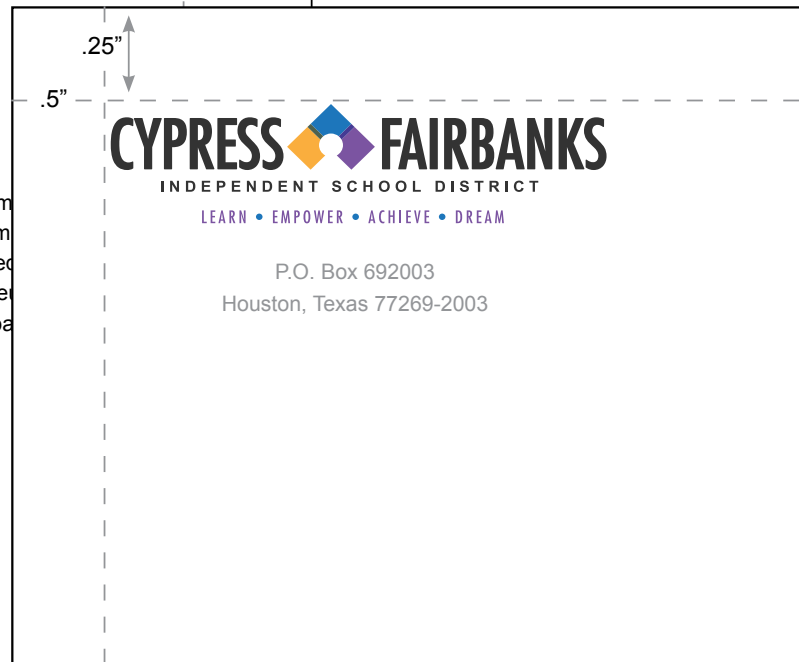 .25”
.5”
CYPRESS FAIRBANKS
INDEPENDENT SCHOOL DISTRICT
LEARN • EMPOWER • ACHIEVE • DREAM
P.O. Box 692003
Houston, Texas 77269-2003